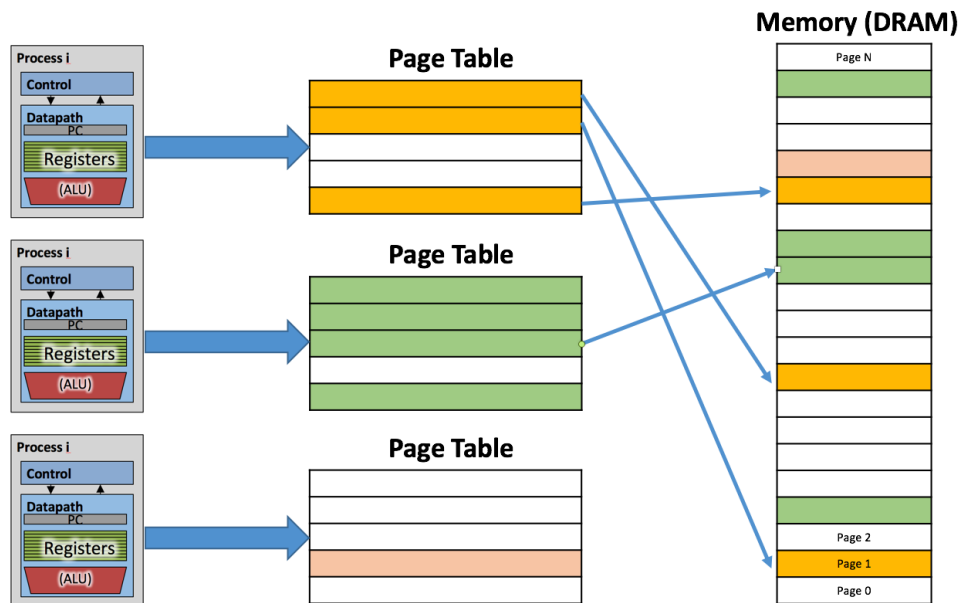 Memory (DRAM)
Process i
Control
Datapath
PC
Registers
(ALU)
Page Table
Page N
Process i
Control
Datapath
PC
Registers
(ALU)
Page Table
Process i
Control
Datapath
PC
Registers
(ALU)
Page Table
Page 2
Page 1
Page 0